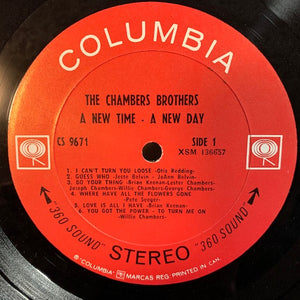 COLUMBIA
THE CHAMBERS BROTHERS
A NEW TIME - A NEW DAY
CS 9671
SIDE 1
XSM 136657
1. I CAN'T TURN YOU LOOSE -Otis Redding-
2. GUESS WHO -Jesse Belvin - JoAnn Belvin-
3. DO YOUR THING -Brian Keenan-Lester Chambers-
Joseph Chambers-Willie Chambers-George Chambers-
4. WHERE HAVE ALL THE FLOWERS GONE
-Pete Seeger-
5. LOVE IS ALL I HAVE -Brian Keenan-
6. YOU GOT THE POWER - TO TURN ME ON
-Willie Chambers-
"360 SOUND" STEREO "360 SOUND"
® "COLUMBIA" MARCAS REG. PRINTED IN CAN.